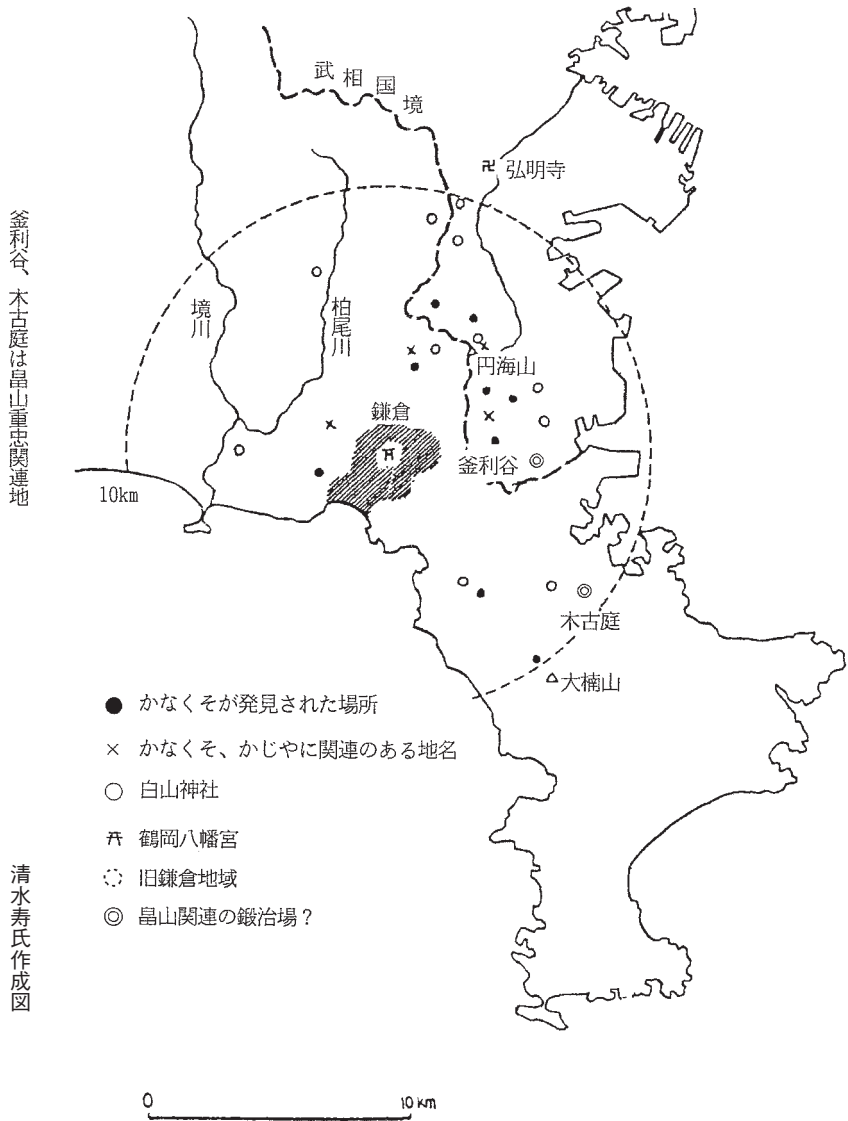 武相国境
卍 弘明寺
境川
柏尾川
円海山
鎌倉
釜利谷
10km
木古庭
大楠山
● かなくそが発見された場所
× かなくそ、かじやに関連のある地名
○ 白山神社
鶴岡八幡宮
旧鎌倉地域
◎ 畠山関連の鍛治場?
釜利谷、木古庭は畠山重忠関連地
清水寿氏作成図
0 10km